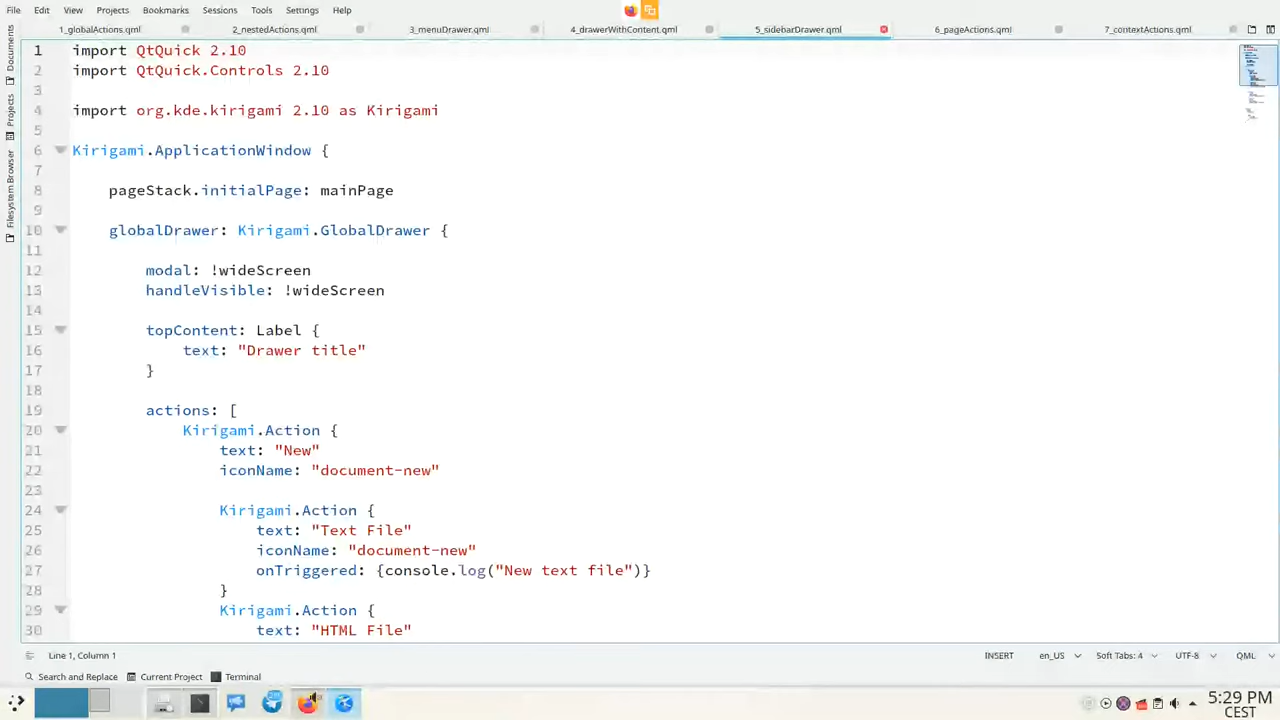 File Edit View Projects Bookmarks Sessions Tools Settings Help
1_globalActions.qml 2_nestedActions.qml 3_menuDrawer.qml 4_drawerWithContent.qml 5_sidebarDrawer.qml 6_pageActions.qml 7_contextActions.qml
Documents
Projects
Filesystem Browser
1 import QtQuick 2.10
2 import QtQuick.Controls 2.10
3
4 import org.kde.kirigami 2.10 as Kirigami
5
6 Kirigami.ApplicationWindow {
7
8 pageStack.initialPage: mainPage
9
10 globalDrawer: Kirigami.GlobalDrawer {
11
12 modal: !wideScreen
13 handleVisible: !wideScreen
14
15 topContent: Label {
16 text: "Drawer title"
17 }
18
19 actions: [
20 Kirigami.Action {
21 text: "New"
22 iconName: "document-new"
23
24 Kirigami.Action {
25 text: "Text File"
26 iconName: "document-new"
27 onTriggered: {console.log("New text file")}
28 }
29 Kirigami.Action {
30 text: "HTML File"
Line 1, Column 1 INSERT en_US Soft Tabs: 4 UTF-8 QML
Search and Replace Current Project Terminal
5:29 PM
CEST